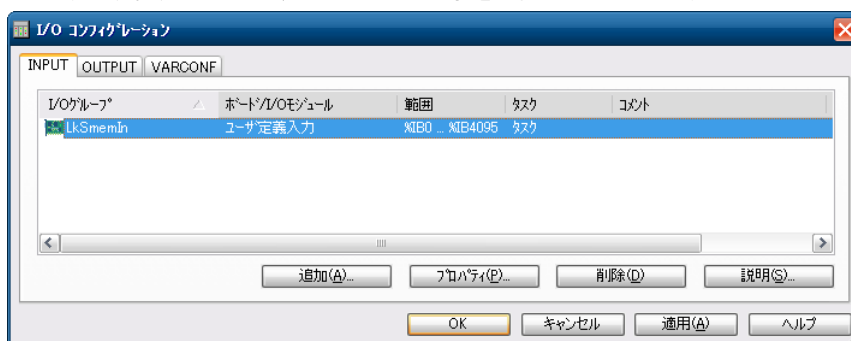 I/O ｺﾝﾌｨｸﾞﾚｰｼｮﾝ
INPUT OUTPUT VARCONF
I/Oｸﾞﾙｰﾌﾟ ﾎﾞｰﾄﾞ/I/Oﾓｼﾞｭｰﾙ 範囲 ﾀｽｸ ｺﾒﾝﾄ
LkSmemIn ユーザ定義入力 %IB0 ... %IB4095 ﾀｽｸ
追加(A)... ﾌﾟﾛﾊﾟﾃｨ(P)... 削除(D) 説明(S)...
OK キャンセル 適用(A) ヘルプ